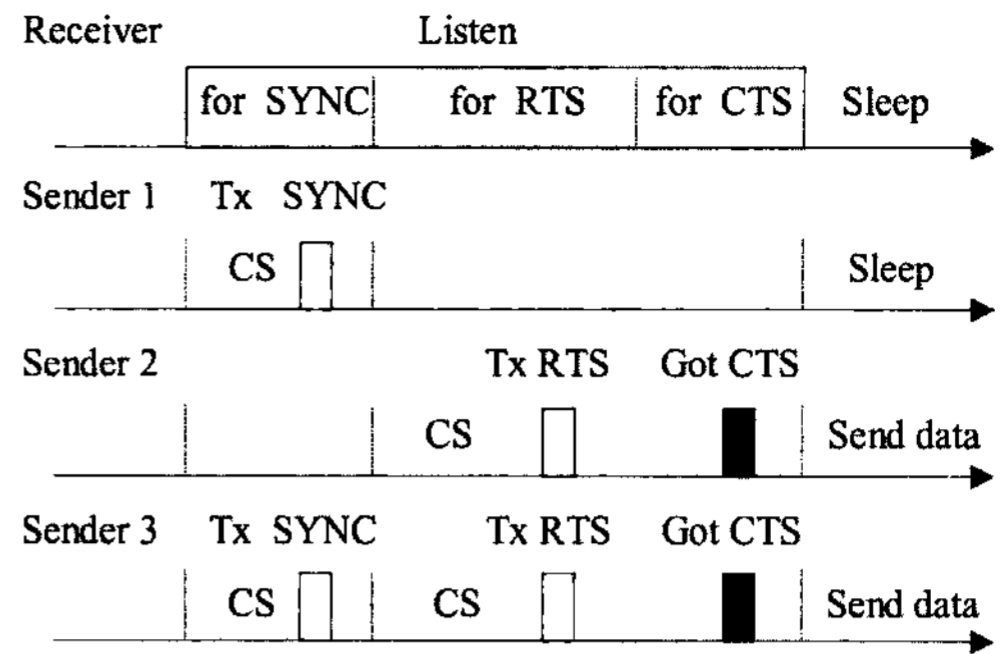 Receiver Listen
for SYNC for RTS for CTS Sleep
Sender 1 Tx SYNC
CS Sleep
Sender 2 Tx RTS Got CTS
CS Send data
Sender 3 Tx SYNC Tx RTS Got CTS
CS CS Send data